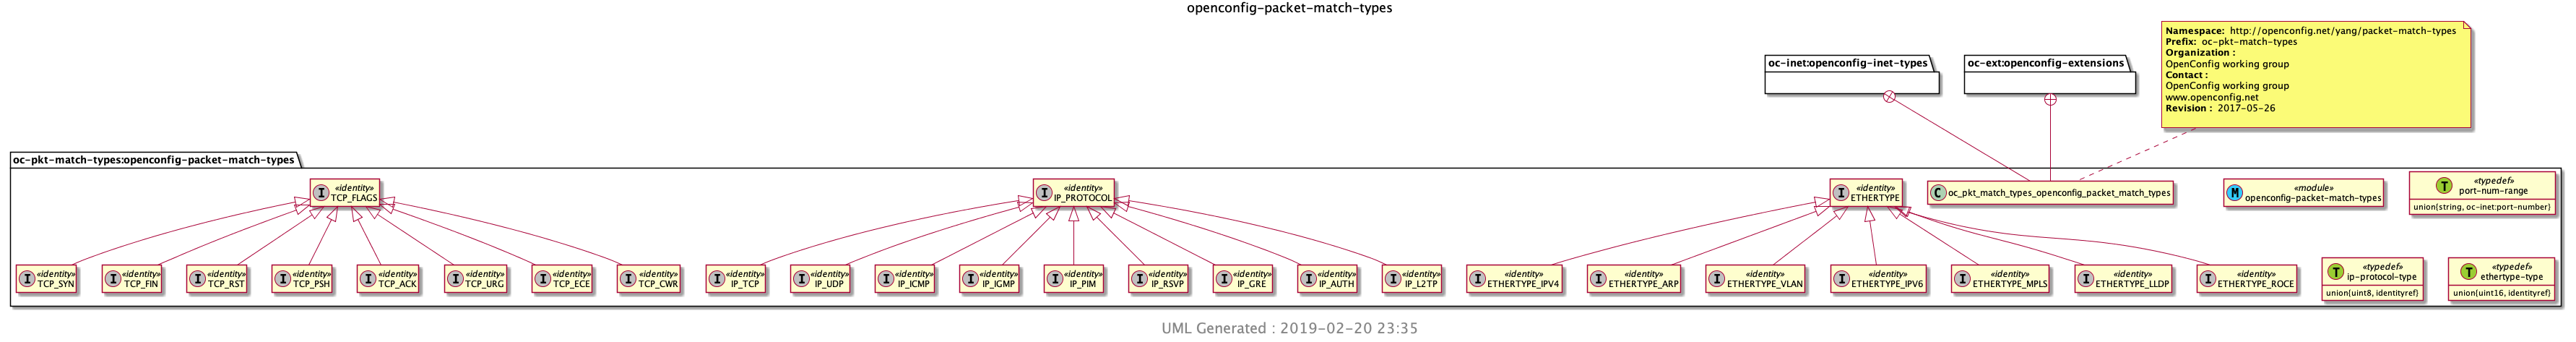 openconfig-packet-match-types
Namespace: http://openconfig.net/yang/packet-match-types
Prefix: oc-pkt-match-types
Organization :
OpenConfig working group
Contact :
OpenConfig working group
www.openconfig.net
Revision : 2017-05-26
oc-inet:openconfig-inet-types
oc-ext:openconfig-extensions
oc-pkt-match-types:openconfig-packet-match-types
I «identity»
TCP_FLAGS
I «identity»
IP_PROTOCOL
I «identity»
ETHERTYPE
C oc_pkt_match_types_openconfig_packet_match_types
M «module»
openconfig-packet-match-types
T «typedef»
port-num-range
union{string, oc-inet:port-number}
I «identity»
TCP_SYN
I «identity»
TCP_FIN
I «identity»
TCP_RST
I «identity»
TCP_PSH
I «identity»
TCP_ACK
I «identity»
TCP_URG
I «identity»
TCP_ECE
I «identity»
TCP_CWR
I «identity»
IP_TCP
I «identity»
IP_UDP
I «identity»
IP_ICMP
I «identity»
IP_IGMP
I «identity»
IP_PIM
I «identity»
IP_RSVP
I «identity»
IP_GRE
I «identity»
IP_AUTH
I «identity»
IP_L2TP
I «identity»
ETHERTYPE_IPV4
I «identity»
ETHERTYPE_ARP
I «identity»
ETHERTYPE_VLAN
I «identity»
ETHERTYPE_IPV6
I «identity»
ETHERTYPE_MPLS
I «identity»
ETHERTYPE_LLDP
I «identity»
ETHERTYPE_ROCE
T «typedef»
ip-protocol-type
union{uint8, identityref}
T «typedef»
ethertype-type
union{uint16, identityref}
UML Generated : 2019-02-20 23:35